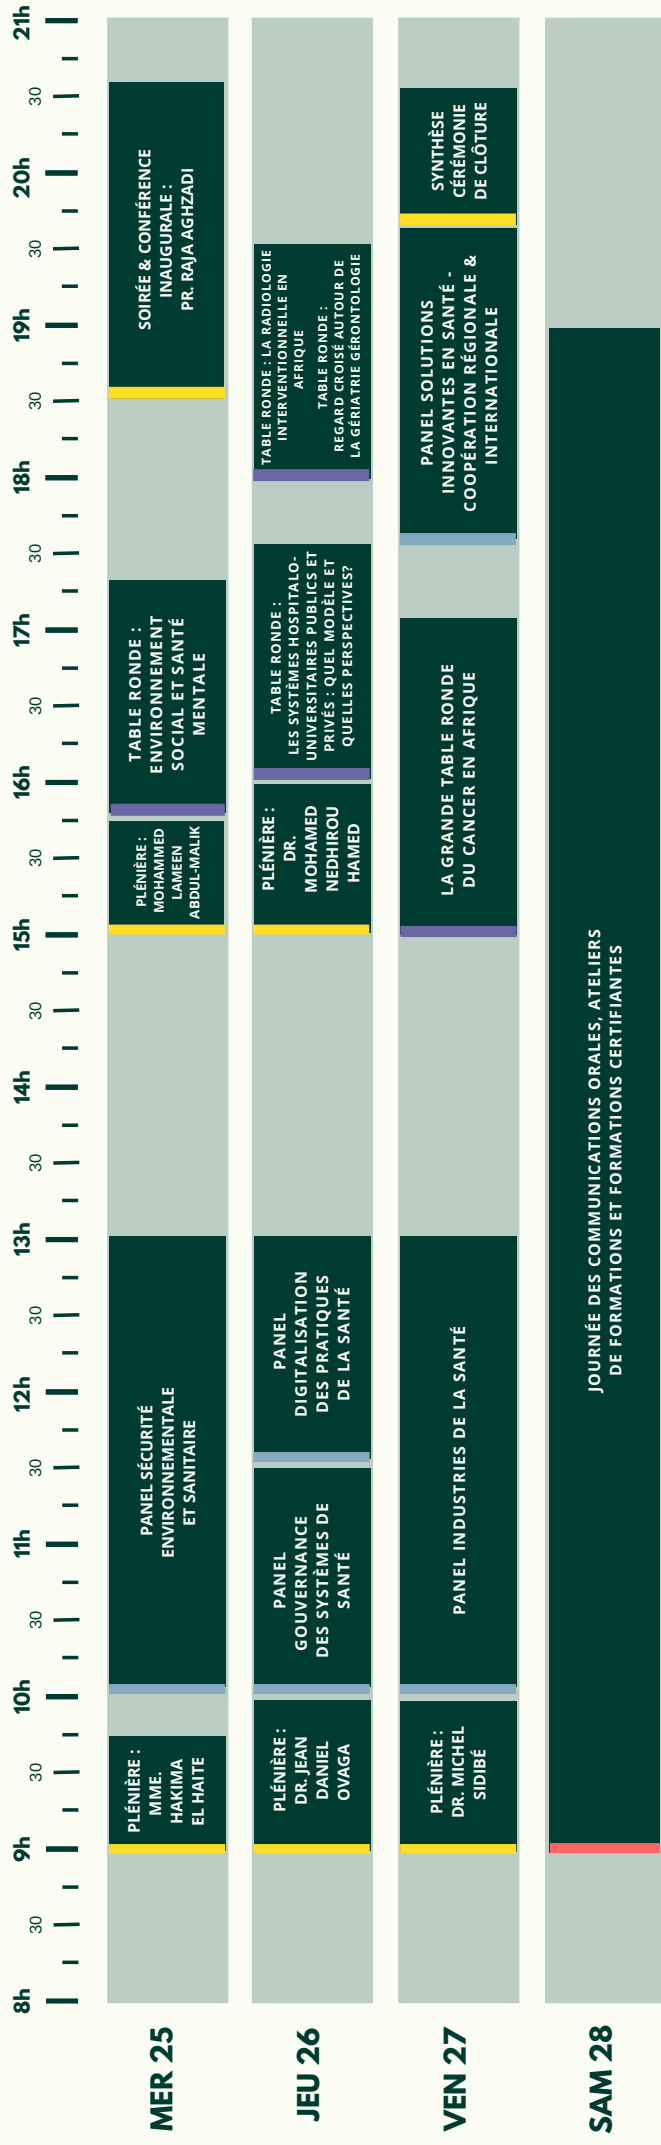 8h
30
9h
30
10h
30
11h
30
12h
30
13h
30
14h
30
15h
30
16h
30
17h
30
18h
30
19h
30
20h
30
21h
MER 25
PLÉNIÈRE :
MME.
HAKIMA
EL HAITE
PANEL SÉCURITÉ
ENVIRONNEMENTALE
ET SANITAIRE
PLÉNIÈRE :
MOHAMMED
LAMEEN
ABDUL-MALIK
TABLE RONDE :
ENVIRONNEMENT
SOCIAL ET SANTÉ
MENTALE
SOIRÉE & CONFÉRENCE
INAUGURALE :
PR. RAJA AGHZADI
JEU 26
PLÉNIÈRE :
DR. JEAN
DANIEL
OVAGA
PANEL
GOUVERNANCE
DES SYSTÈMES DE
SANTÉ
PANEL
DIGITALISATION
DES PRATIQUES
DE LA SANTÉ
PLÉNIÈRE :
DR.
MOHAMED
NEDHIROU
HAMED
TABLE RONDE :
LES SYSTÈMES HOSPITALO-
UNIVERSITAIRES PUBLICS ET
PRIVÉS : QUEL MODÈLE ET
QUELLES PERSPECTIVES?
TABLE RONDE : LA RADIOLOGIE
INTERVENTIONNELLE EN
AFRIQUE
TABLE RONDE :
REGARD CROISÉ AUTOUR DE
LA GÉRIATRIE GÉRONTOLOGIE
VEN 27
PLÉNIÈRE :
DR. MICHEL
SIDIBÉ
PANEL INDUSTRIES DE LA SANTÉ
LA GRANDE TABLE RONDE
DU CANCER EN AFRIQUE
PANEL SOLUTIONS
INNOVANTES EN SANTÉ -
COOPÉRATION RÉGIONALE &
INTERNATIONALE
SYNTHÈSE
CÉRÉMONIE
DE CLÔTURE
SAM 28
JOURNÉE DES COMMUNICATIONS ORALES, ATELIERS
DE FORMATIONS ET FORMATIONS CERTIFIANTES